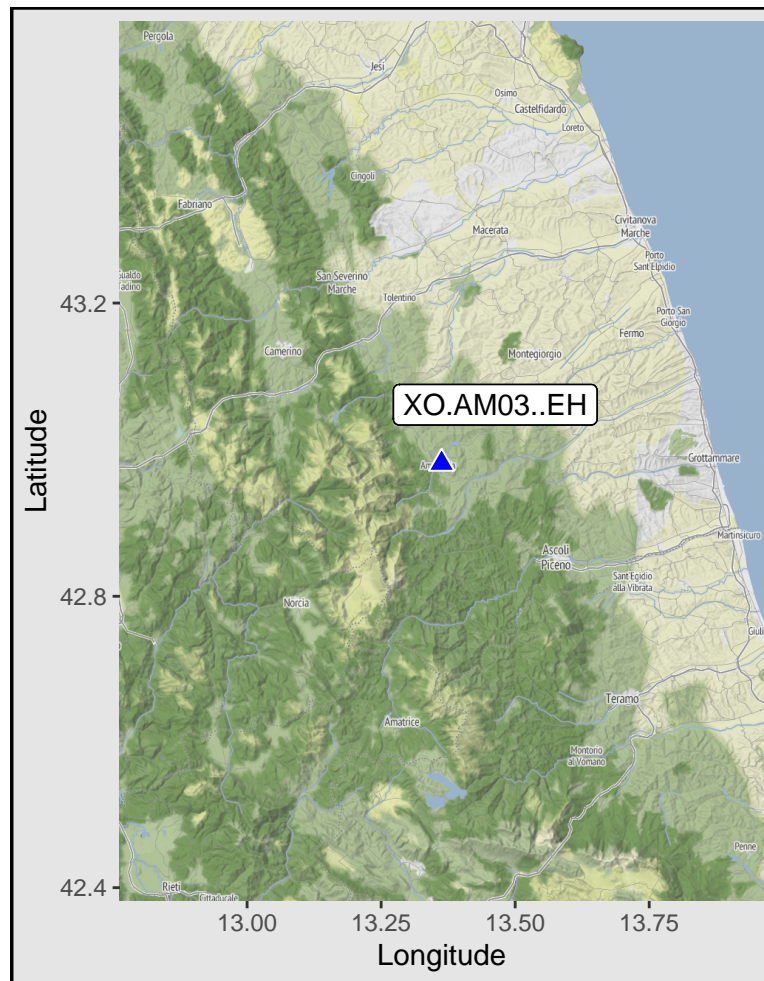 Pergola
Jesi
Osimo
Castelfidardo
Loreto
Cingoli
Fabriano
Macerata
Civitanova
Marche
Porto
Sant'Elpidio
San Severino
Marche
Tolentino
43.2
Porto San
Giorgio
Fermo
Camerino
Montegiorgio
XO.AM03..EH
Grottammare
Martinsicuro
Ascoli
Piceno
Sant'Egidio
alla Vibrata
42.8
Norcia
Teramo
Amatrice
Montorio
al Vomano
Penne
42.4
Rieti
Cittaducale
13.00
13.25
13.50
13.75
Longitude
Latitude